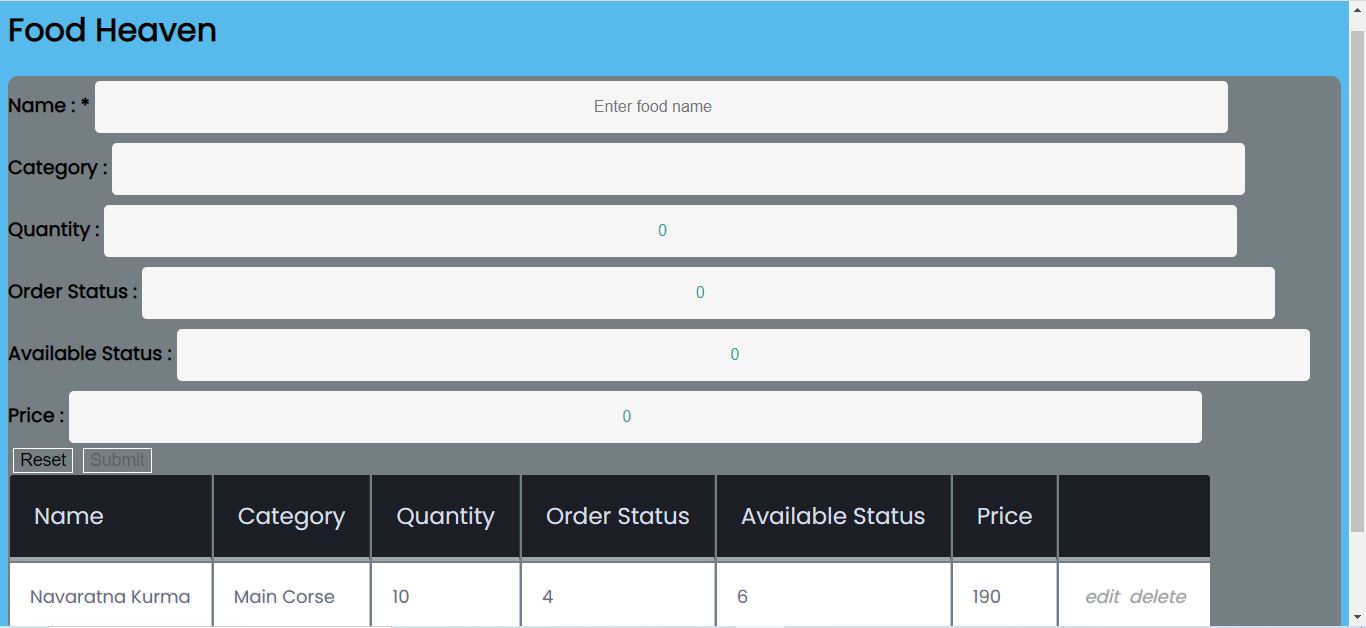 Food Heaven
Name : * Enter food name
Category :
Quantity : 0
Order Status : 0
Available Status : 0
Price : 0
Reset Submit
Name Category Quantity Order Status Available Status Price
Navaratna Kurma Main Corse 10 4 6 190 edit delete